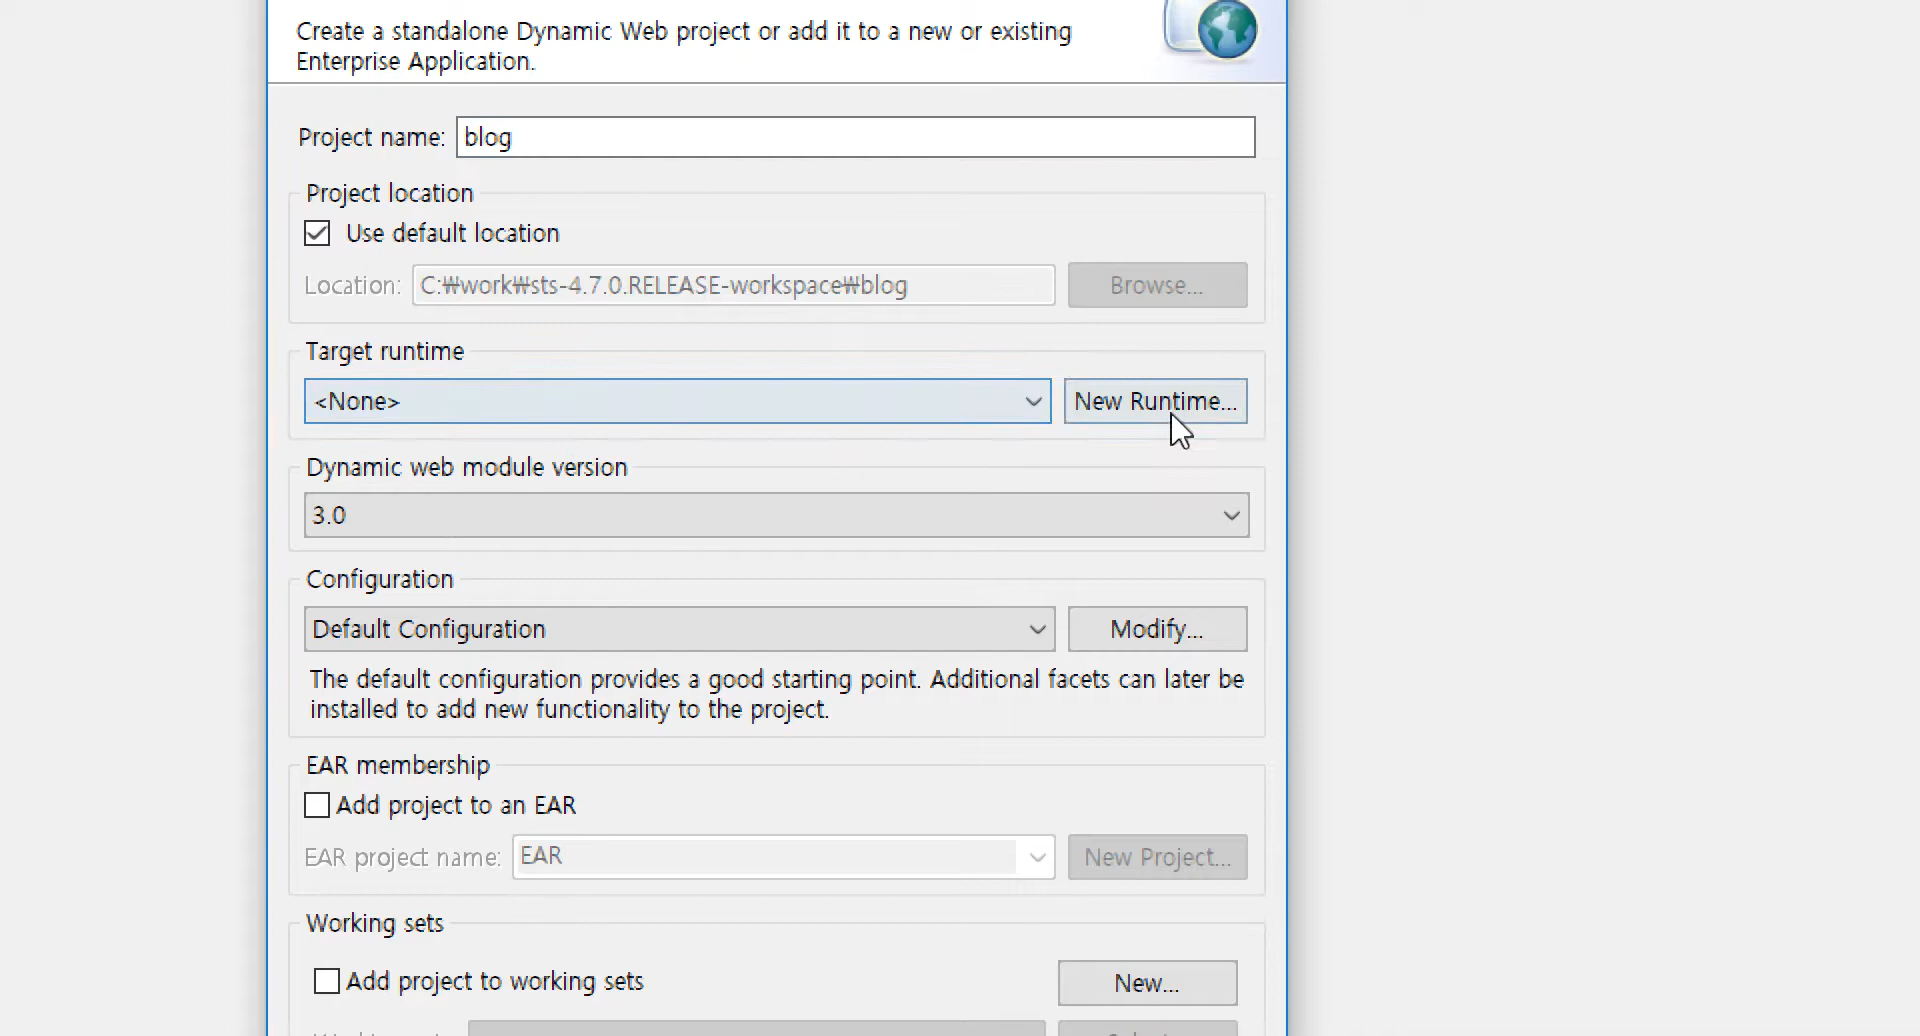 Create a standalone Dynamic Web project or add it to a new or existing
Enterprise Application.
Project name: blog
Project location
Use default location
Location: C:₩work₩sts-4.7.0.RELEASE-workspace₩blog Browse...
Target runtime
<None> New Runtime...
Dynamic web module version
3.0
Configuration
Default Configuration Modify...
The default configuration provides a good starting point. Additional facets can later be
installed to add new functionality to the project.
EAR membership
Add project to an EAR
EAR project name: EAR New Project...
Working sets
Add project to working sets New...